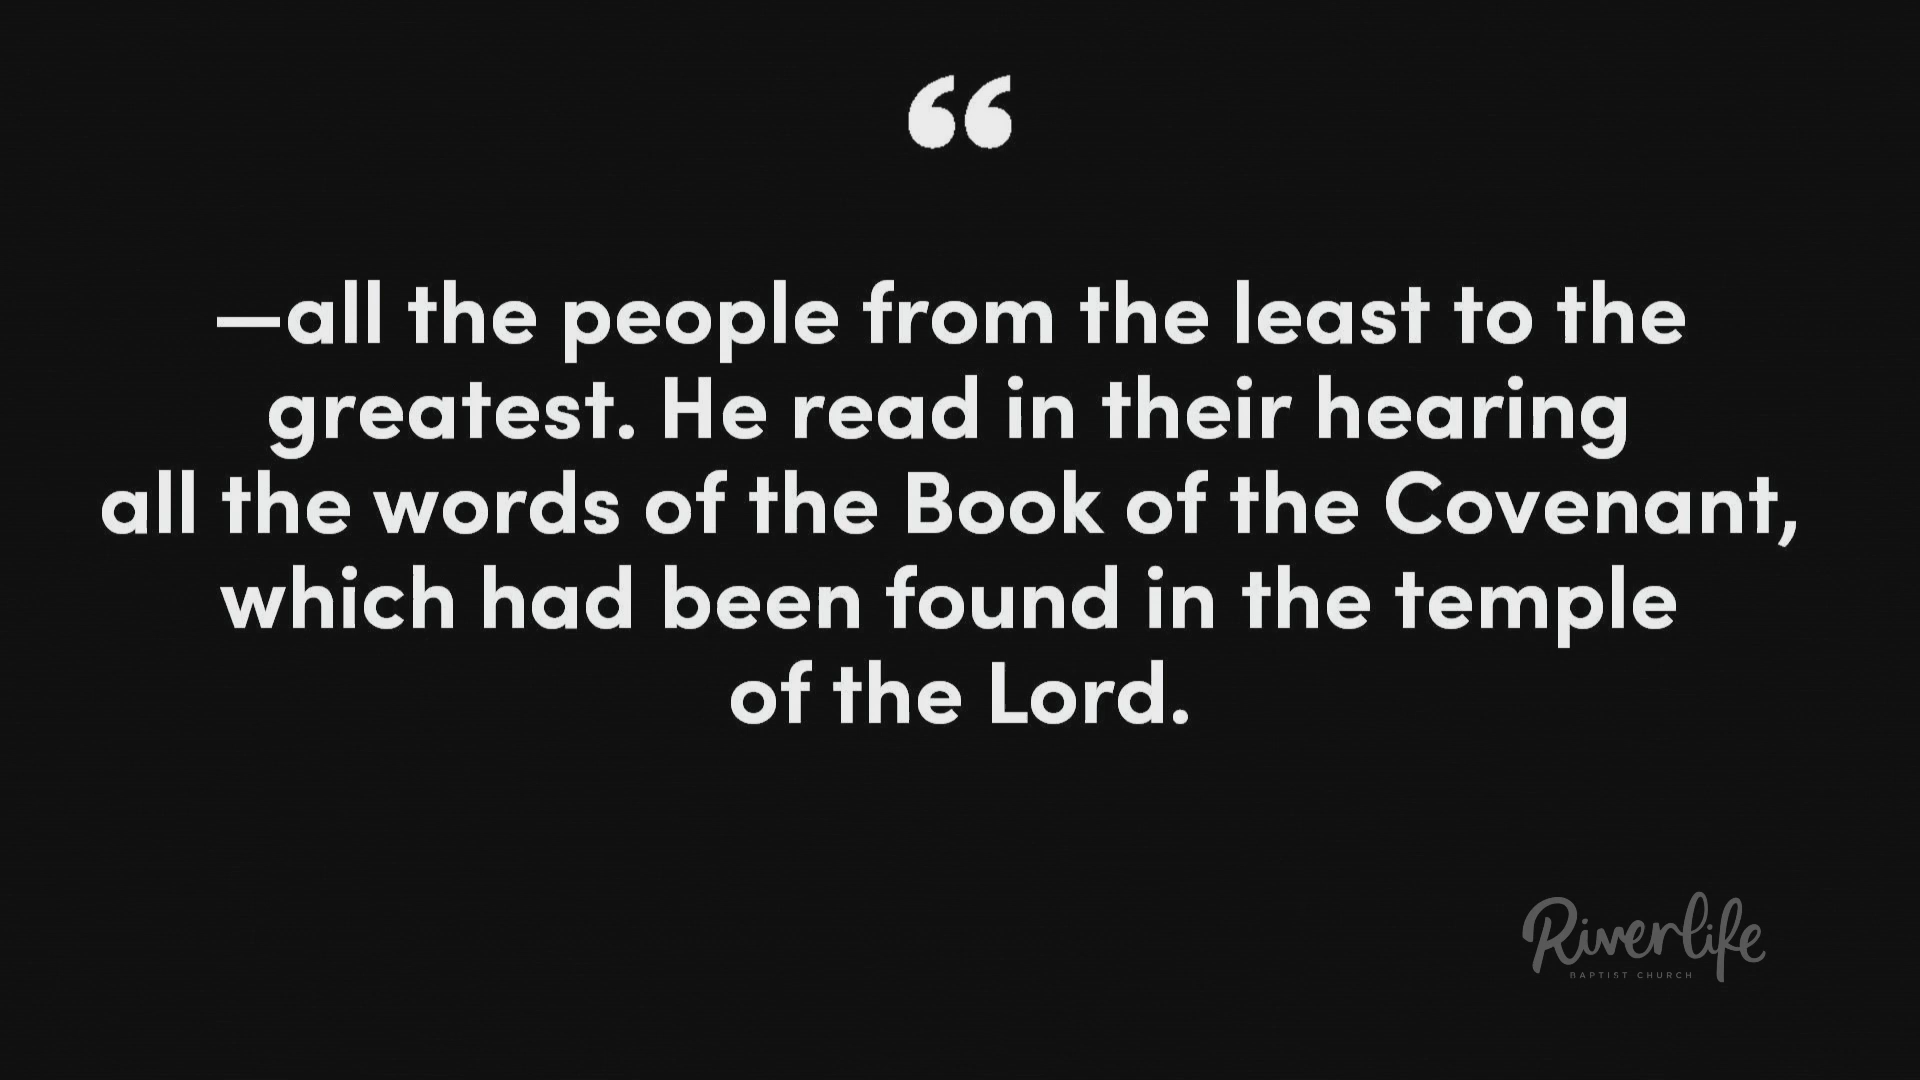 “
—all the people from the least to the
greatest. He read in their hearing
all the words of the Book of the Covenant,
which had been found in the temple
of the Lord.
Riverlife
BAPTIST CHURCH